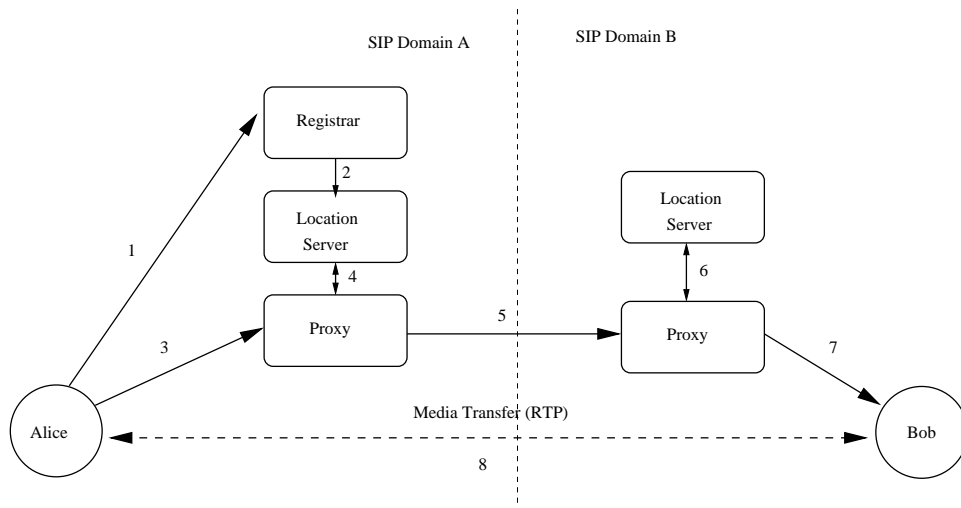 SIP Domain A
SIP Domain B
Registrar
2
Location
Server
Location
Server
1
4
6
5
3
Proxy
Proxy
7
Media Transfer (RTP)
Alice
Bob
8